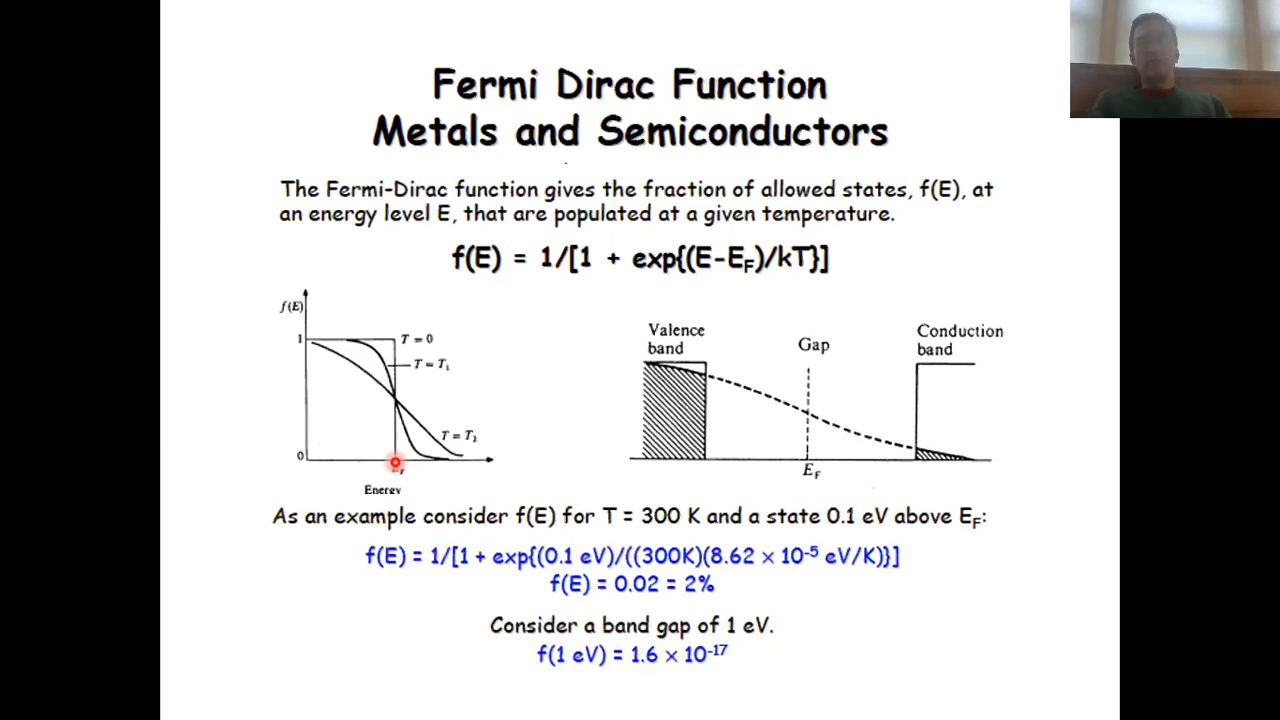 Fermi Dirac Function
Metals and Semiconductors
The Fermi-Dirac function gives the fraction of allowed states, f(E), at
an energy level E, that are populated at a given temperature.
f(E) = 1/[1 + exp{(E-E_F)/kT}]
f(E)
1
T = 0
T = T₁
T = T₂
0
Energy
Valence
band
Gap
Conduction
band
E_F
As an example consider f(E) for T = 300 K and a state 0.1 eV above E_F:
f(E) = 1/[1 + exp{(0.1 eV)/((300K)(8.62 × 10⁻⁵ eV/K)}]
f(E) = 0.02 = 2%
Consider a band gap of 1 eV.
f(1 eV) = 1.6 × 10⁻¹⁷